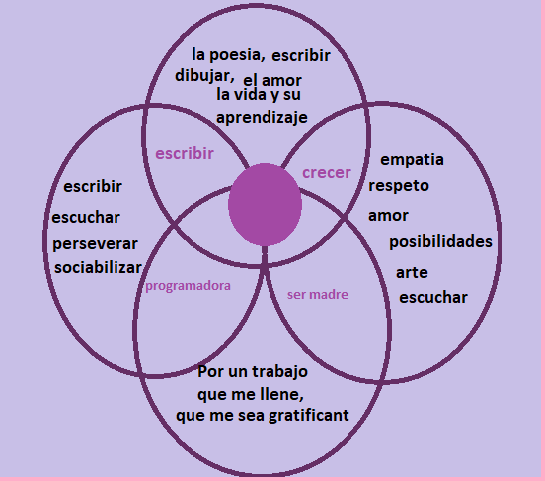 la poesia, escribir
dibujar, el amor
la vida y su
aprendizaje
escribir
crecer
escribir
escuchar
perseverar
sociabilizar
empatia
respeto
amor
posibilidades
arte
escuchar
programadora
ser madre
Por un trabajo
que me llene,
que me sea gratificant